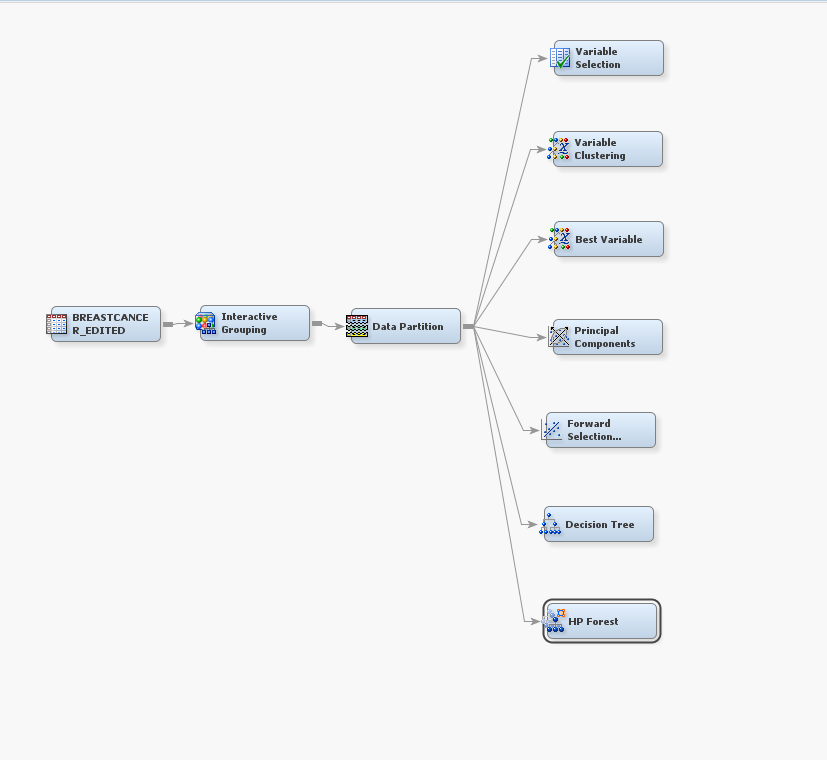 Variable
Selection
Variable
Clustering
Best Variable
BREASTCANCE
R_EDITED
Interactive
Grouping
Data Partition
Principal
Components
Forward
Selection...
Decision Tree
HP Forest